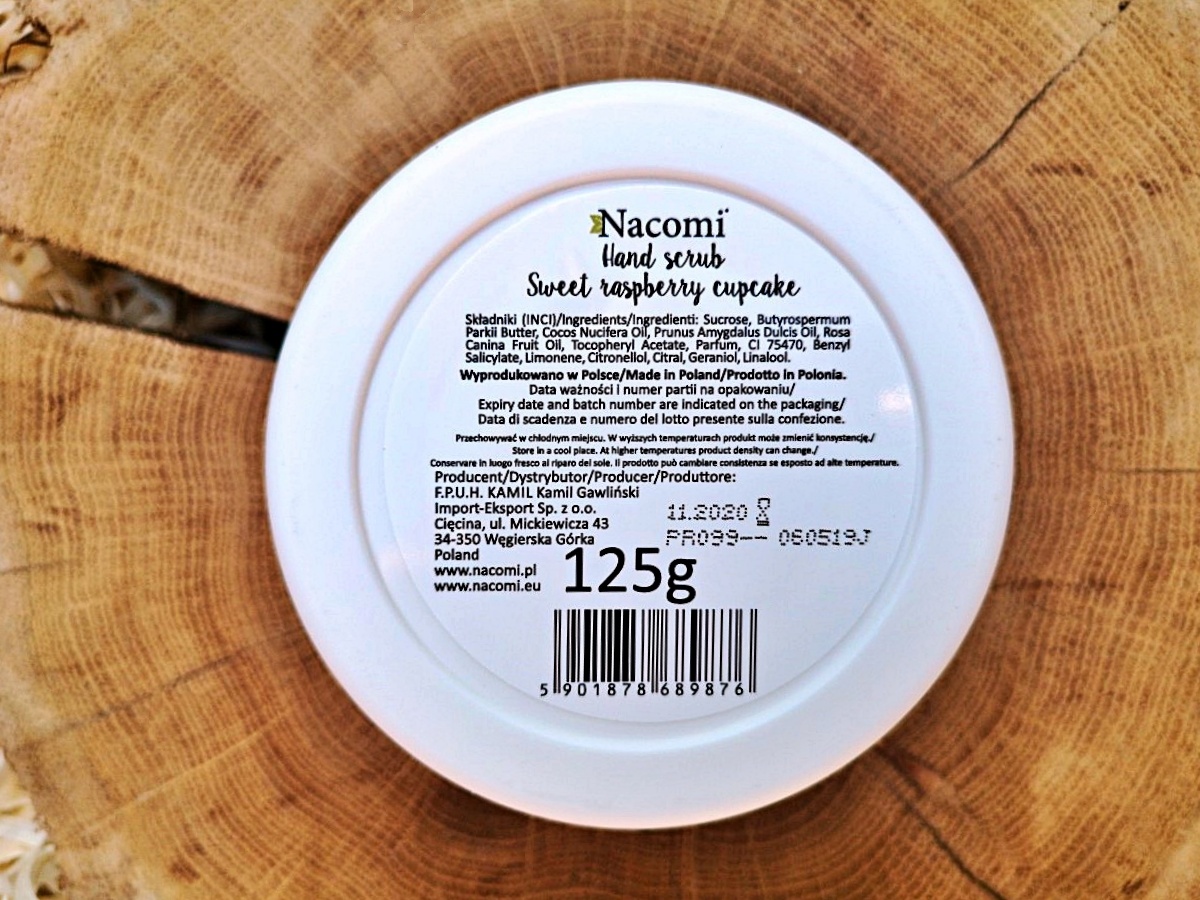 Nacomi
Hand scrub
Sweet raspberry cupcake
Składniki (INCI)/Ingredients/Ingredienti: Sucrose, Butyrospermum
Parkii Butter, Cocos Nucifera Oil, Prunus Amygdalus Dulcis Oil, Rosa
Canina Fruit Oil, Tocopheryl Acetate, Parfum, CI 75470, Benzyl
Salicylate, Limonene, Citronellol, Citral, Geraniol, Linalool.
Wyprodukowano w Polsce/Made in Poland/Prodotto in Polonia.
Data ważności i numer partii na opakowaniu/
Expiry date and batch number are indicated on the packaging/
Data di scadenza e numero del lotto presente sulla confezione.
Przechowywać w chłodnym miejscu. W wyższych temperaturach produkt może zmienić konsystencję./
Store in a cool place. At higher temperatures product density can change./
Conservare in luogo fresco al riparo del sole. Il prodotto può cambiare consistenza se esposto ad alte temperature.
Producent/Dystrybutor/Producer/Produttore:
F.P.U.H. KAMIL Kamil Gawliński
Import-Eksport Sp. z o.o.
Cięcina, ul. Mickiewicza 43
34-350 Węgierska Górka
Poland
www.nacomi.pl
www.nacomi.eu
11.2020
PR099-- 060519J
125g
5 901878 689876